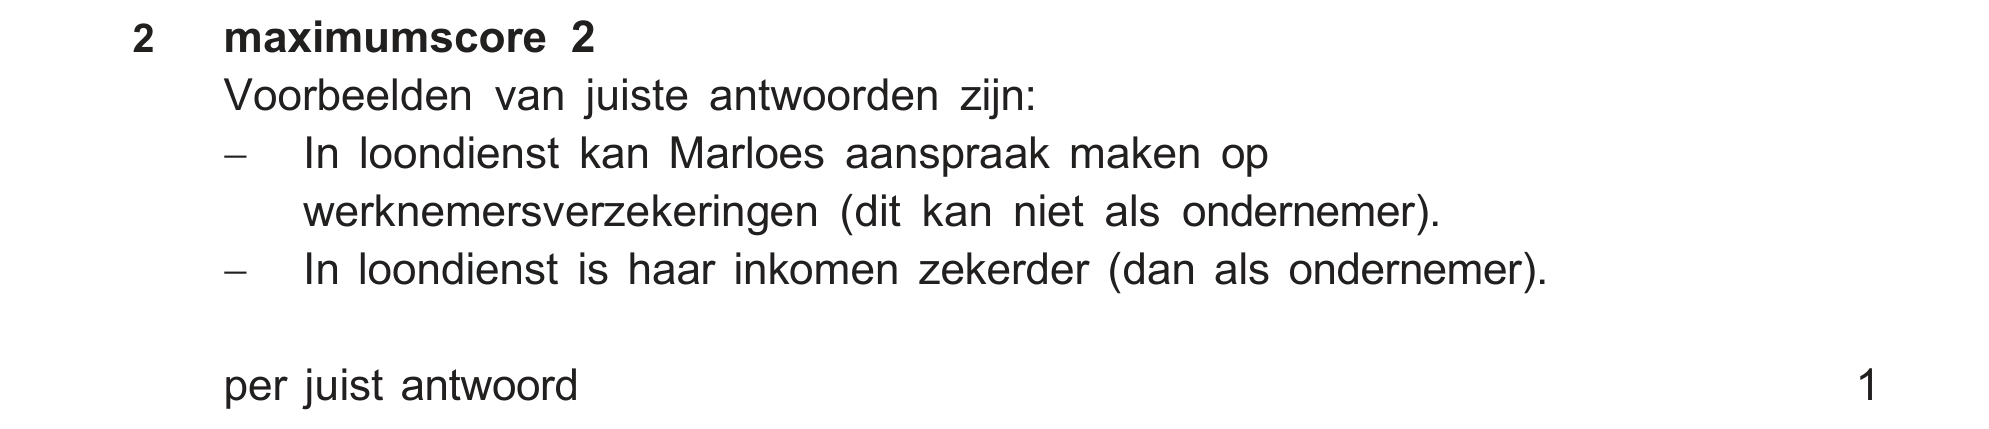 2 maximumscore 2
Voorbeelden van juiste antwoorden zijn:
− In loondienst kan Marloes aanspraak maken op
werknemersverzekeringen (dit kan niet als ondernemer).
− In loondienst is haar inkomen zekerder (dan als ondernemer).
per juist antwoord 1